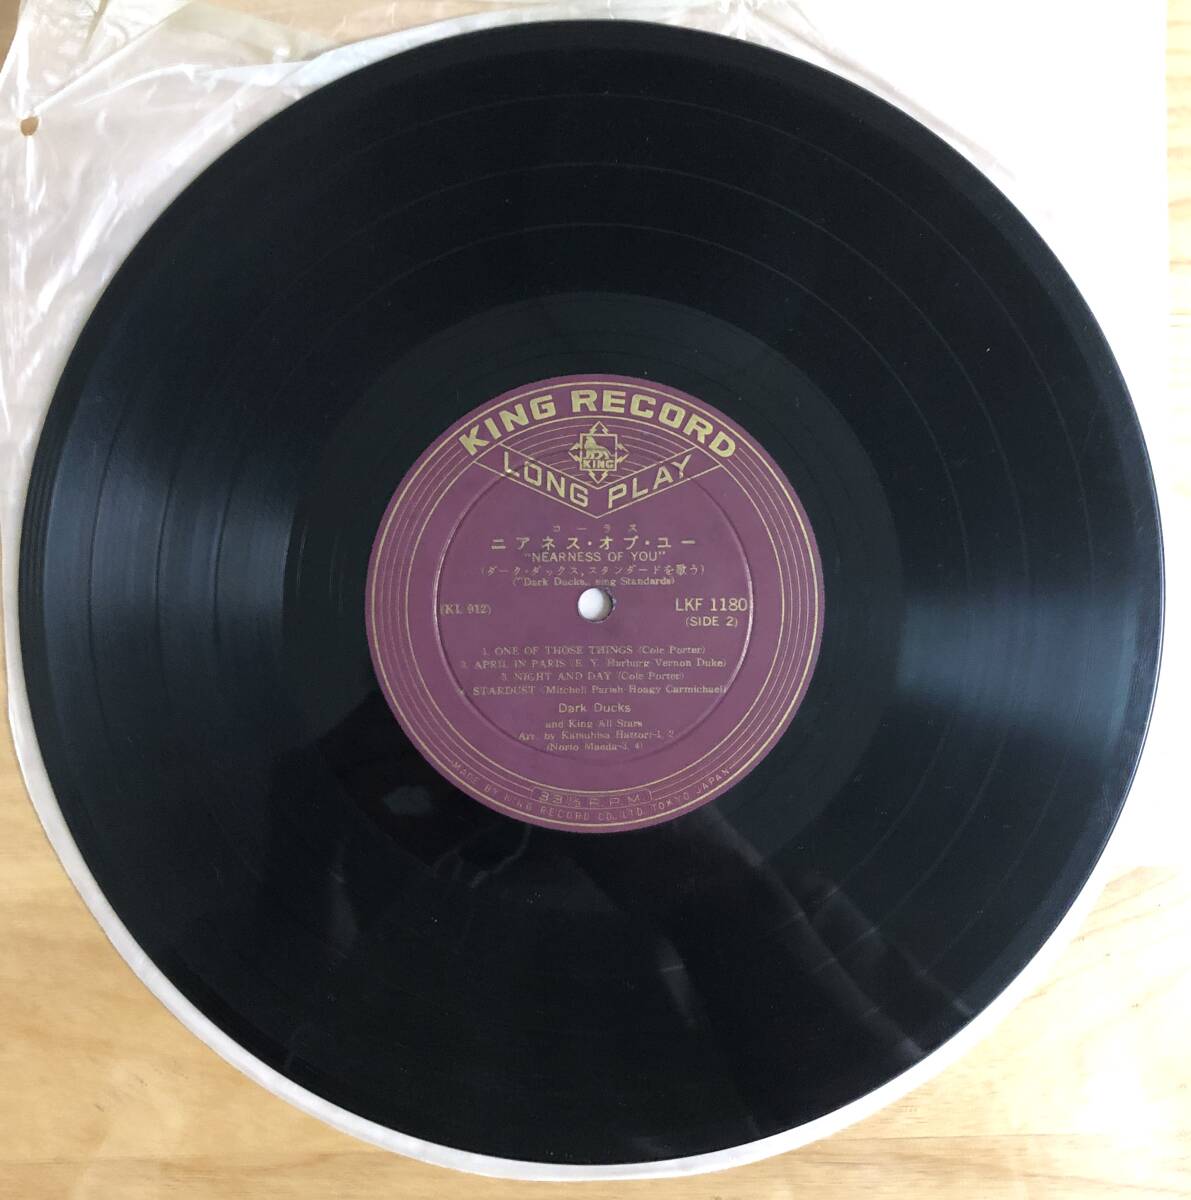 KING RECORD
KING
LONG PLAY
コーラス
ニアネス・オブ・ユー
"NEARNESS OF YOU"
(ダーク・ダックス, スタンダードを歌う)
("Dark Ducks,, sing Standards)
(KL 912)
LKF 1180
(SIDE 2)
1. ONE OF THOSE THINGS (Cole Porter)
2. APRIL IN PARIS (E. Y. Harburg Vernon Duke)
3. NIGHT AND DAY (Cole Porter)
4. STARDUST (Mitchell Parish-Hoagy Carmichael)
Dark Ducks
and King All Stars
Arr. by Katsuhisa Hattori-1, 2
(Norio Maeda-3, 4)
33 1/3 R.P.M.
MADE BY KING RECORD CO., LTD. TOKYO JAPAN